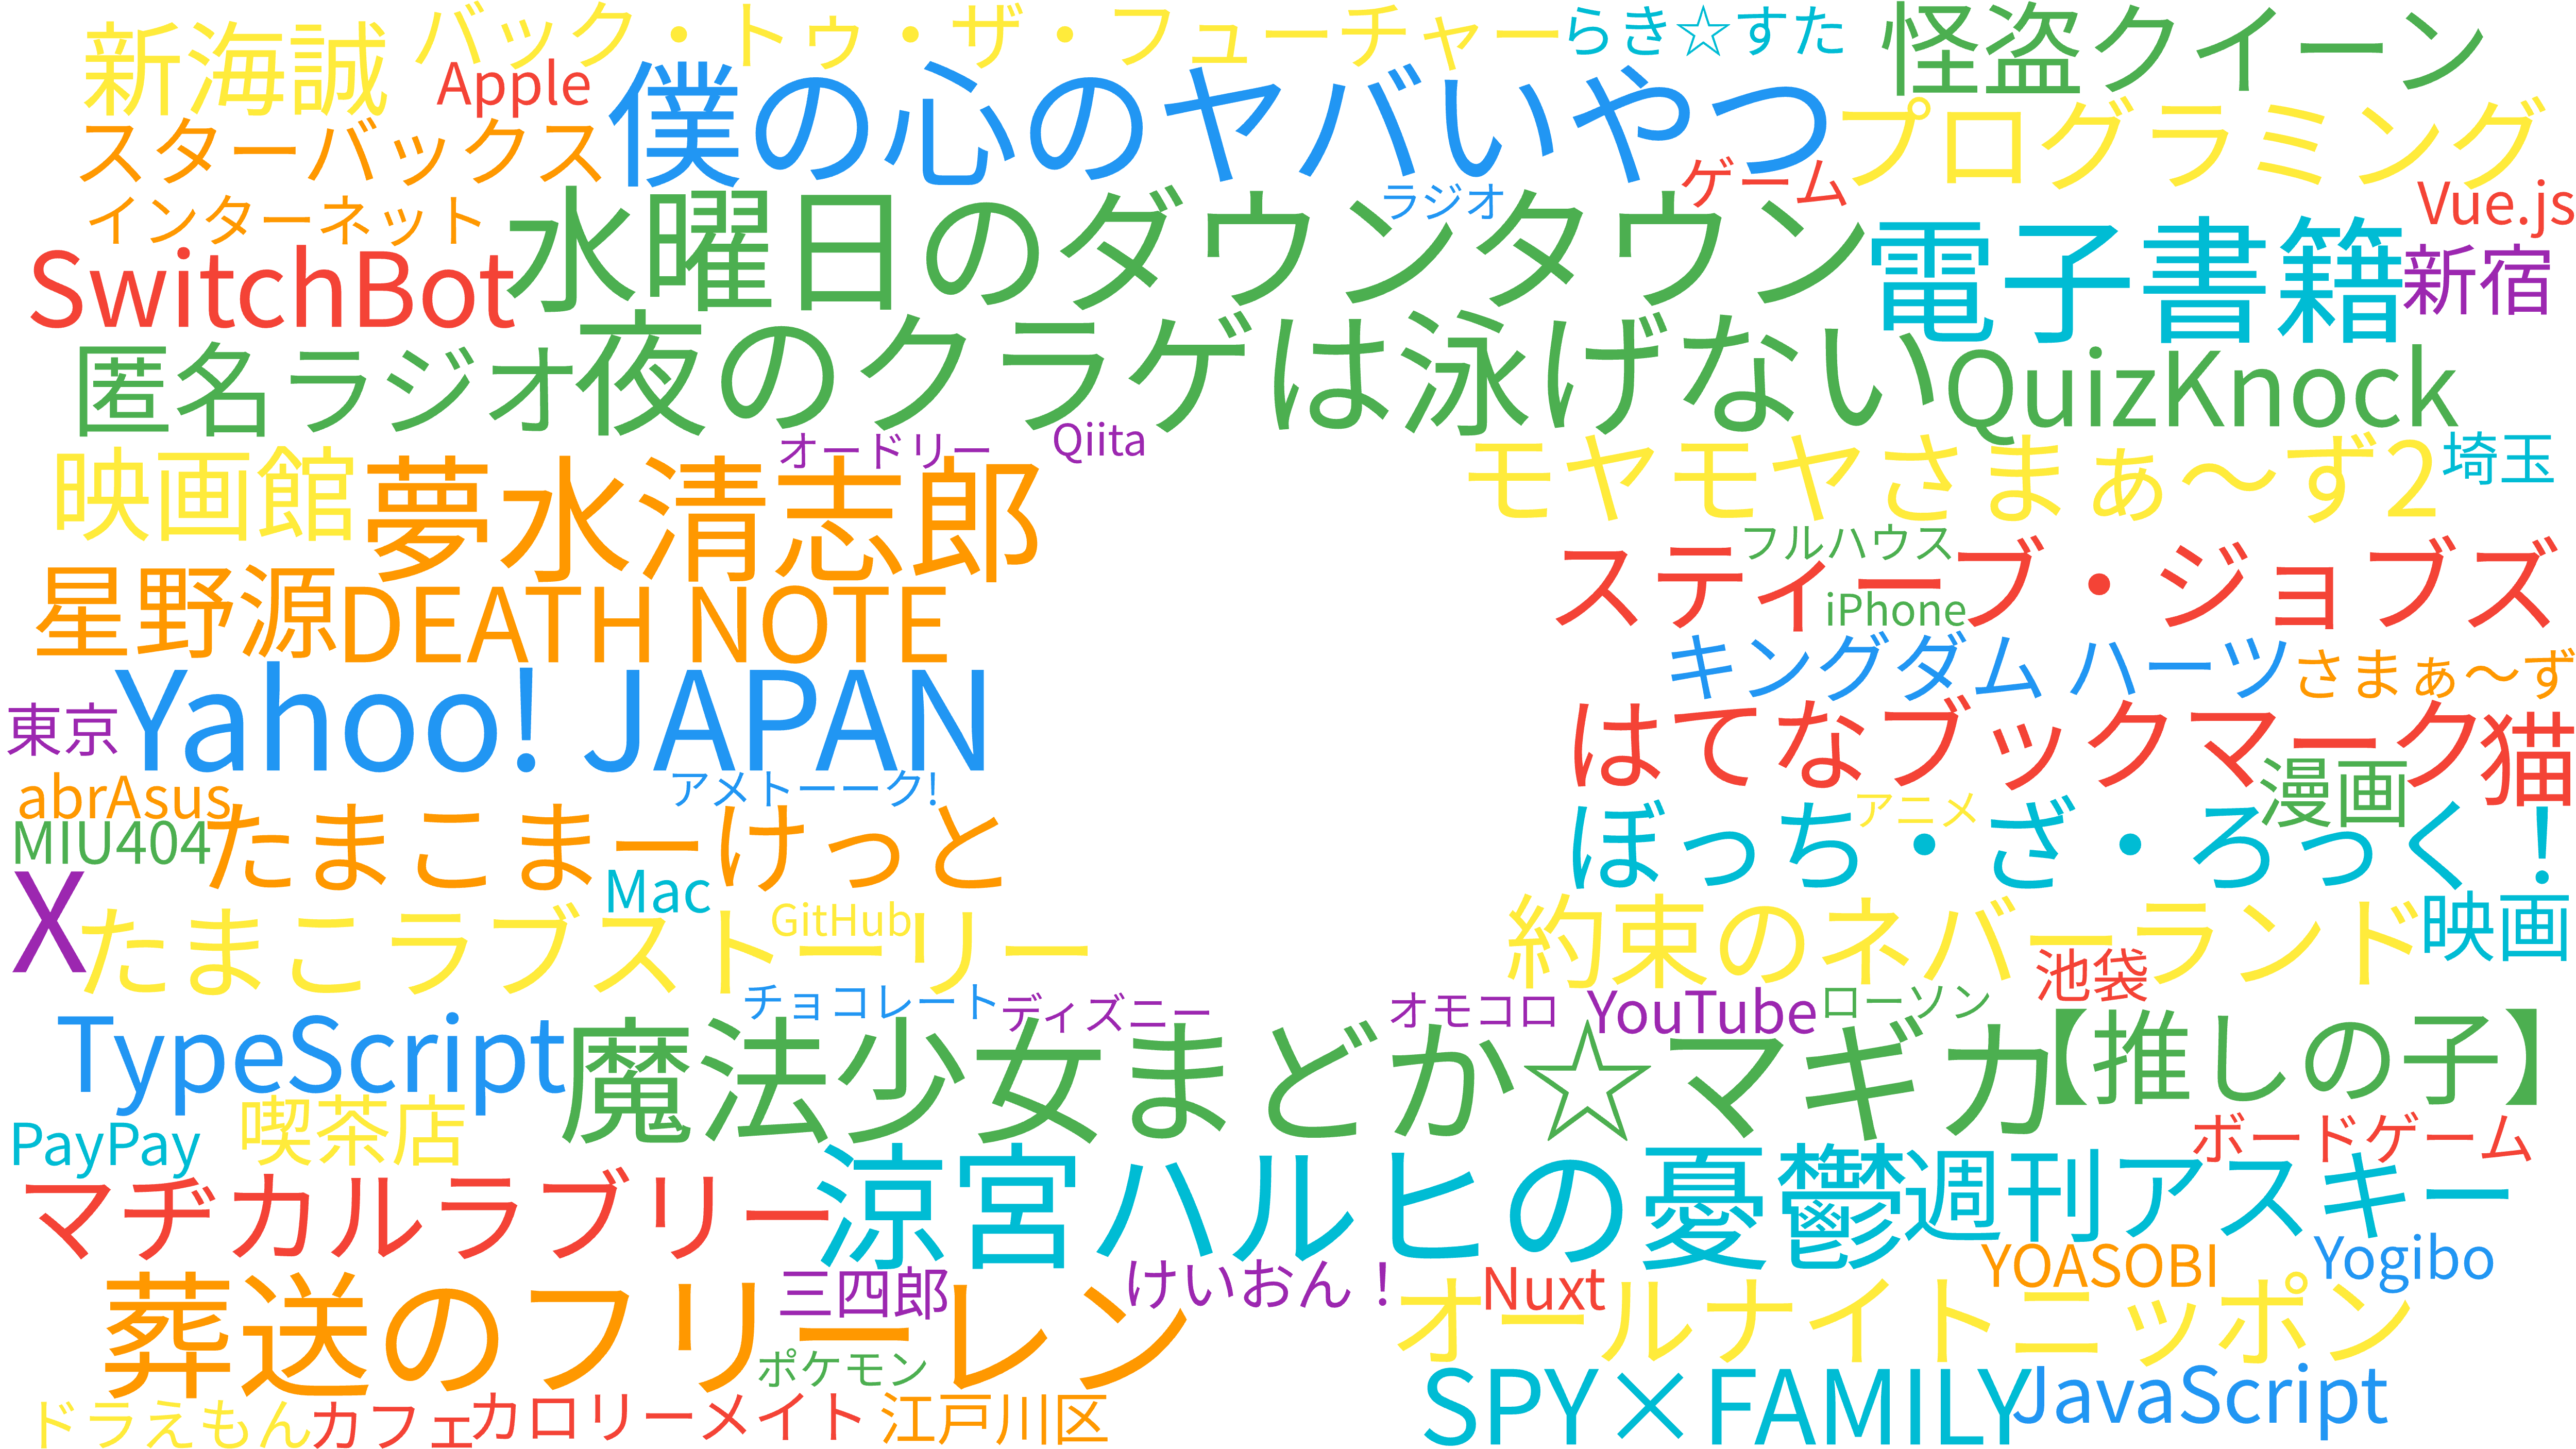 バック・トゥ・ザ・フューチャー
らき☆すた
怪盗クイーン
新海誠
Apple
僕の心のヤバいやつ
プログラミング
スターバックス
ゲーム
ラジオ
Vue.js
インターネット
水曜日のダウンタウン
電子書籍
新宿
SwitchBot
匿名ラジオ
夜のクラゲは泳げない
QuizKnock
オードリー
Qiita
モヤモヤさまぁ～ず2
埼玉
映画館
夢水清志郎
フルハウス
スティーブ・ジョブズ
iPhone
星野源
DEATH NOTE
キングダム ハーツ
さまぁ～ず
東京
Yahoo! JAPAN
はてなブックマーク
猫
漫画
アメトーーク!
abrAsus
アニメ
MIU404
たまこまーけっと
ぼっち・ざ・ろっく！
X
Mac
たまこラブストーリー
GitHub
約束のネバーランド
映画
池袋
チョコレート
ディズニー
オモコロ
YouTube
ローソン
TypeScript
魔法少女まどか☆マギカ
【推しの子】
喫茶店
PayPay
ボードゲーム
マヂカルラブリー
涼宮ハルヒの憂鬱
週刊アスキー
YOASOBI
Yogibo
葬送のフリーレン
三四郎
けいおん！
Nuxt
オールナイトニッポン
ポケモン
SPY×FAMILY
JavaScript
ドラえもん
カフェ
カロリーメイト
江戸川区